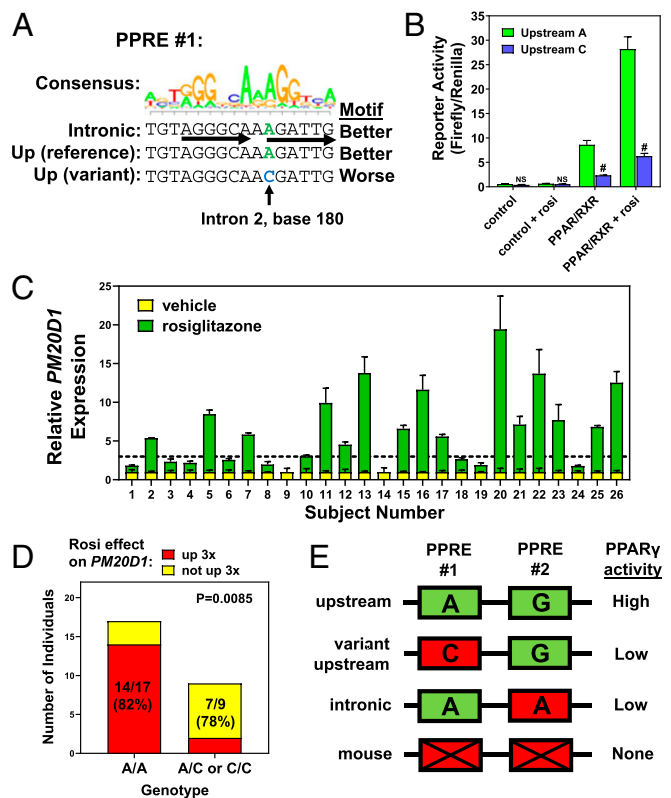 A
PPRE #1:
Consensus:
Motif
Intronic: TGTAGGGCAAAGATTG Better
Up (reference): TGTAGGGCAAAGATTG Better
Up (variant): TGTAGGGCAACGATTG Worse
Intron 2, base 180
B
Upstream A
Upstream C
Reporter Activity
(Firefly/Renilla)
35
30
25
20
15
10
5
0
NS
NS
#
#
control
control + rosi
PPAR/RXR
PPAR/RXR + rosi
C
vehicle
rosiglitazone
Relative PM20D1
Expression
25
20
15
10
5
0
1 2 3 4 5 6 7 8 9 10 11 12 13 14 15 16 17 18 19 20 21 22 23 24 25 26
Subject Number
D
Rosi effect
on PM20D1:
up 3x
not up 3x
P=0.0085
Number of Individuals
20
15
10
5
0
14/17
(82%)
7/9
(78%)
A/A
A/C or C/C
Genotype
E
PPRE
#1
PPRE
#2
PPARγ
activity
upstream A G High
variant
upstream C G Low
intronic A A Low
mouse None